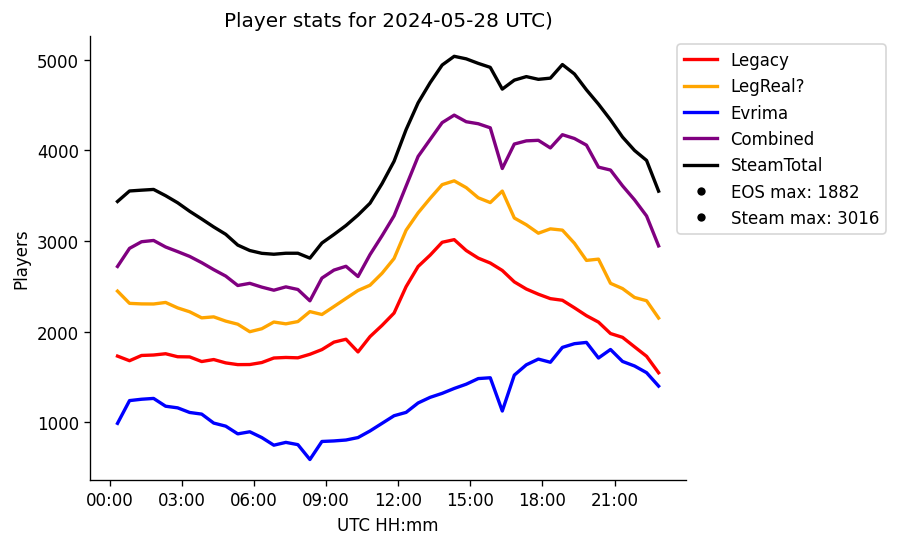 Player stats for 2024-05-28 UTC)
Players
5000
4000
3000
2000
1000
00:00 03:00 06:00 09:00 12:00 15:00 18:00 21:00
UTC HH:mm
Legacy
LegReal?
Evrima
Combined
SteamTotal
EOS max: 1882
Steam max: 3016